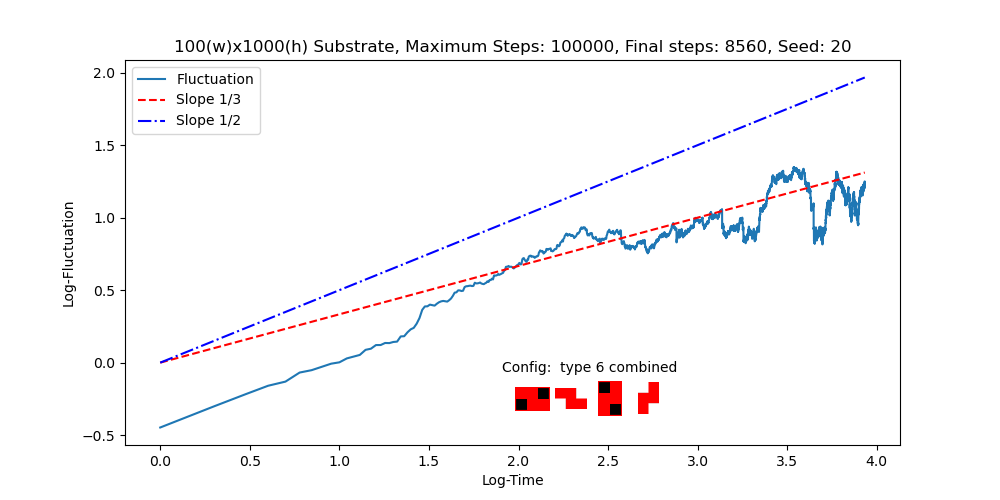 100(w)x1000(h) Substrate, Maximum Steps: 100000, Final steps: 8560, Seed: 20
Fluctuation
Slope 1/3
Slope 1/2
2.0
1.5
1.0
0.5
0.0
−0.5
Log-Fluctuation
Config:  type 6 combined
0.0 0.5 1.0 1.5 2.0 2.5 3.0 3.5 4.0
Log-Time